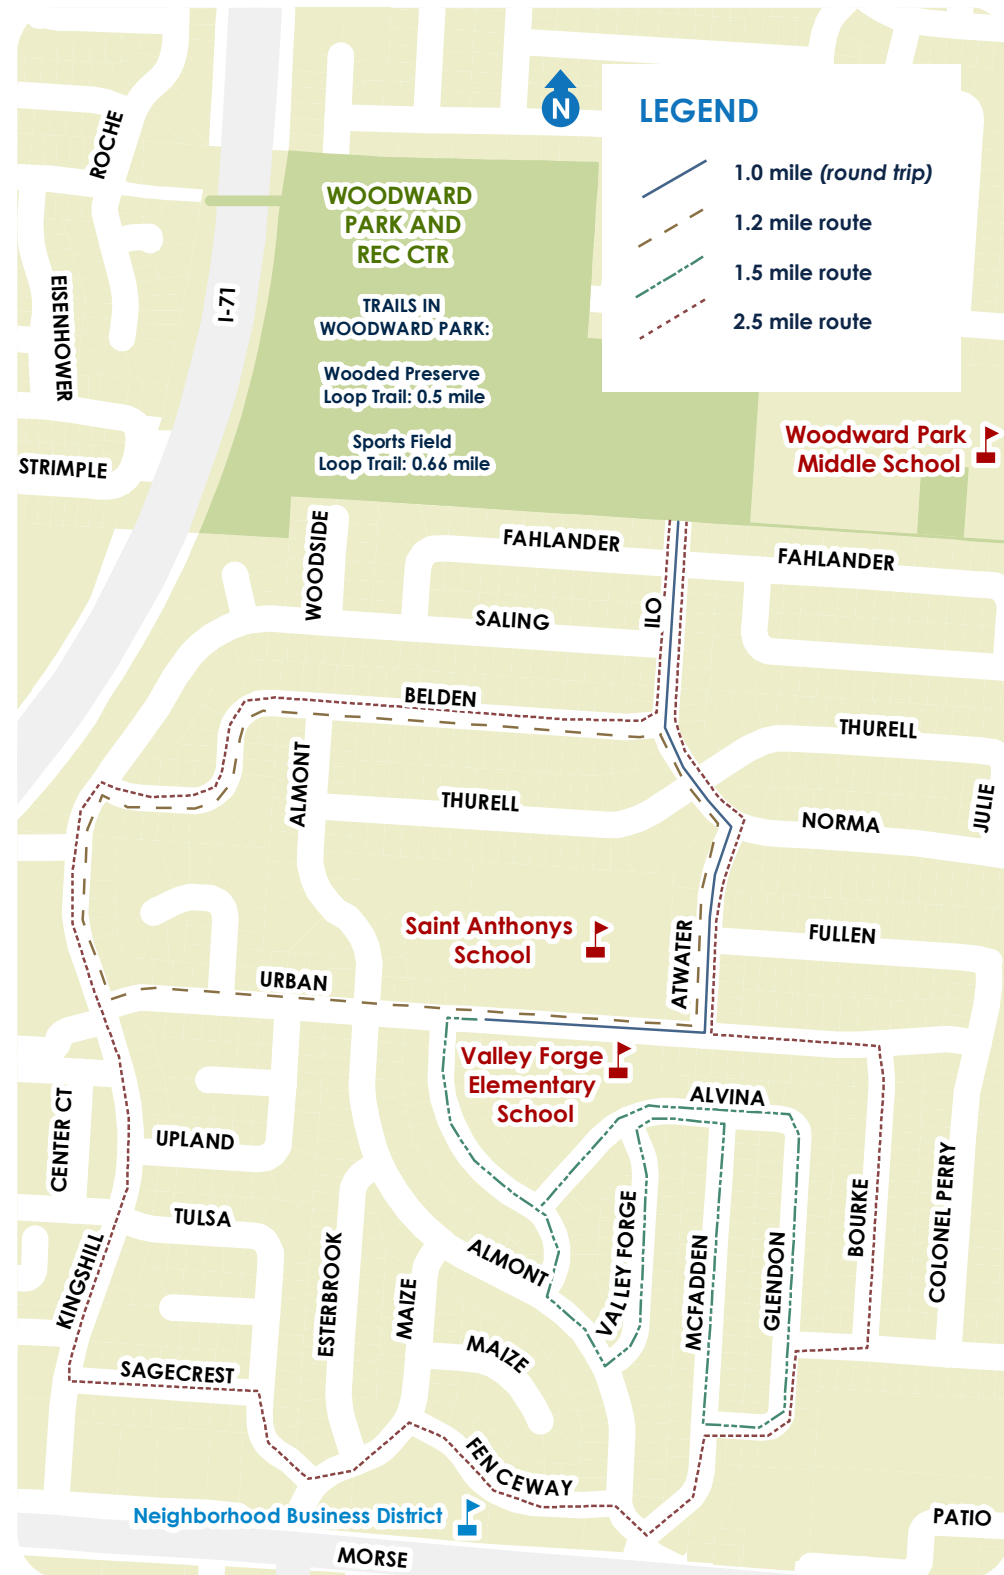 N
LEGEND
1.0 mile (round trip)
1.2 mile route
1.5 mile route
2.5 mile route
ROCHE
WOODWARD
PARK AND
REC CTR
EISENHOWER
I-71
TRAILS IN
WOODWARD PARK:
Wooded Preserve
Loop Trail: 0.5 mile
Sports Field
Loop Trail: 0.66 mile
STRIMPLE
Woodward Park
Middle School
WOODSIDE
FAHLANDER
FAHLANDER
SALING
ILO
BELDEN
THURELL
ALMONT
THURELL
NORMA
JULIE
Saint Anthonys
School
ATWATER
FULLEN
URBAN
Valley Forge
Elementary
School
ALVINA
CENTER CT
UPLAND
TULSA
KINGSHILL
ESTERBROOK
MAIZE
ALMONT
VALLEY FORGE
MCFADDEN
GLENDON
BOURKE
COLONEL PERRY
MAIZE
SAGECREST
FENCEWAY
Neighborhood Business District
PATIO
MORSE